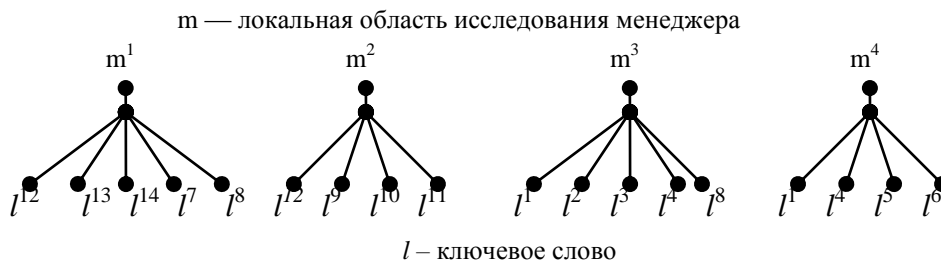 m — локальная область исследования менеджера
m¹ m² m³ m⁴
l¹² l¹³ l¹⁴ l⁷ l⁸ l¹² l⁹ l¹⁰ l¹¹ l¹ l² l³ l⁴ l⁸ l¹ l⁴ l⁵ l⁶
l – ключевое слово